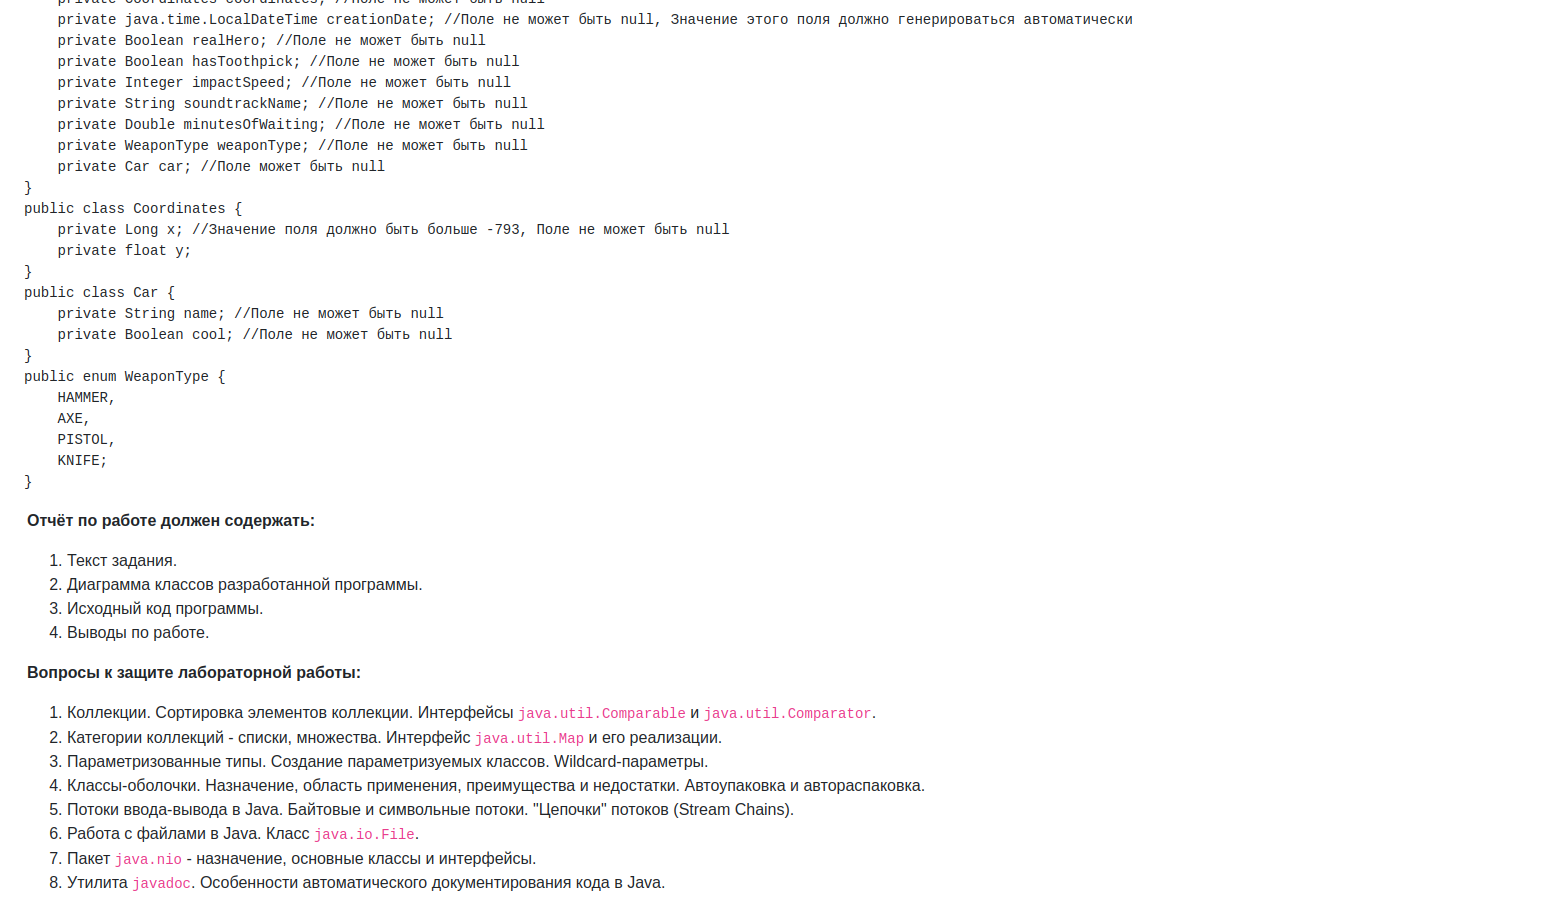 private Coordinates coordinates; //Поле не может быть null
private java.time.LocalDateTime creationDate; //Поле не может быть null, Значение этого поля должно генерироваться автоматически
private Boolean realHero; //Поле не может быть null
private Boolean hasToothpick; //Поле не может быть null
private Integer impactSpeed; //Поле не может быть null
private String soundtrackName; //Поле не может быть null
private Double minutesOfWaiting; //Поле не может быть null
private WeaponType weaponType; //Поле не может быть null
private Car car; //Поле может быть null
}
public class Coordinates {
private Long x; //Значение поля должно быть больше -793, Поле не может быть null
private float y;
}
public class Car {
private String name; //Поле не может быть null
private Boolean cool; //Поле не может быть null
}
public enum WeaponType {
HAMMER,
AXE,
PISTOL,
KNIFE;
}
Отчёт по работе должен содержать:
1. Текст задания.
2. Диаграмма классов разработанной программы.
3. Исходный код программы.
4. Выводы по работе.
Вопросы к защите лабораторной работы:
1. Коллекции. Сортировка элементов коллекции. Интерфейсы java.util.Comparable и java.util.Comparator.
2. Категории коллекций - списки, множества. Интерфейс java.util.Map и его реализации.
3. Параметризованные типы. Создание параметризуемых классов. Wildcard-параметры.
4. Классы-оболочки. Назначение, область применения, преимущества и недостатки. Автоупаковка и автораспаковка.
5. Потоки ввода-вывода в Java. Байтовые и символьные потоки. "Цепочки" потоков (Stream Chains).
6. Работа с файлами в Java. Класс java.io.File.
7. Пакет java.nio - назначение, основные классы и интерфейсы.
8. Утилита javadoc. Особенности автоматического документирования кода в Java.